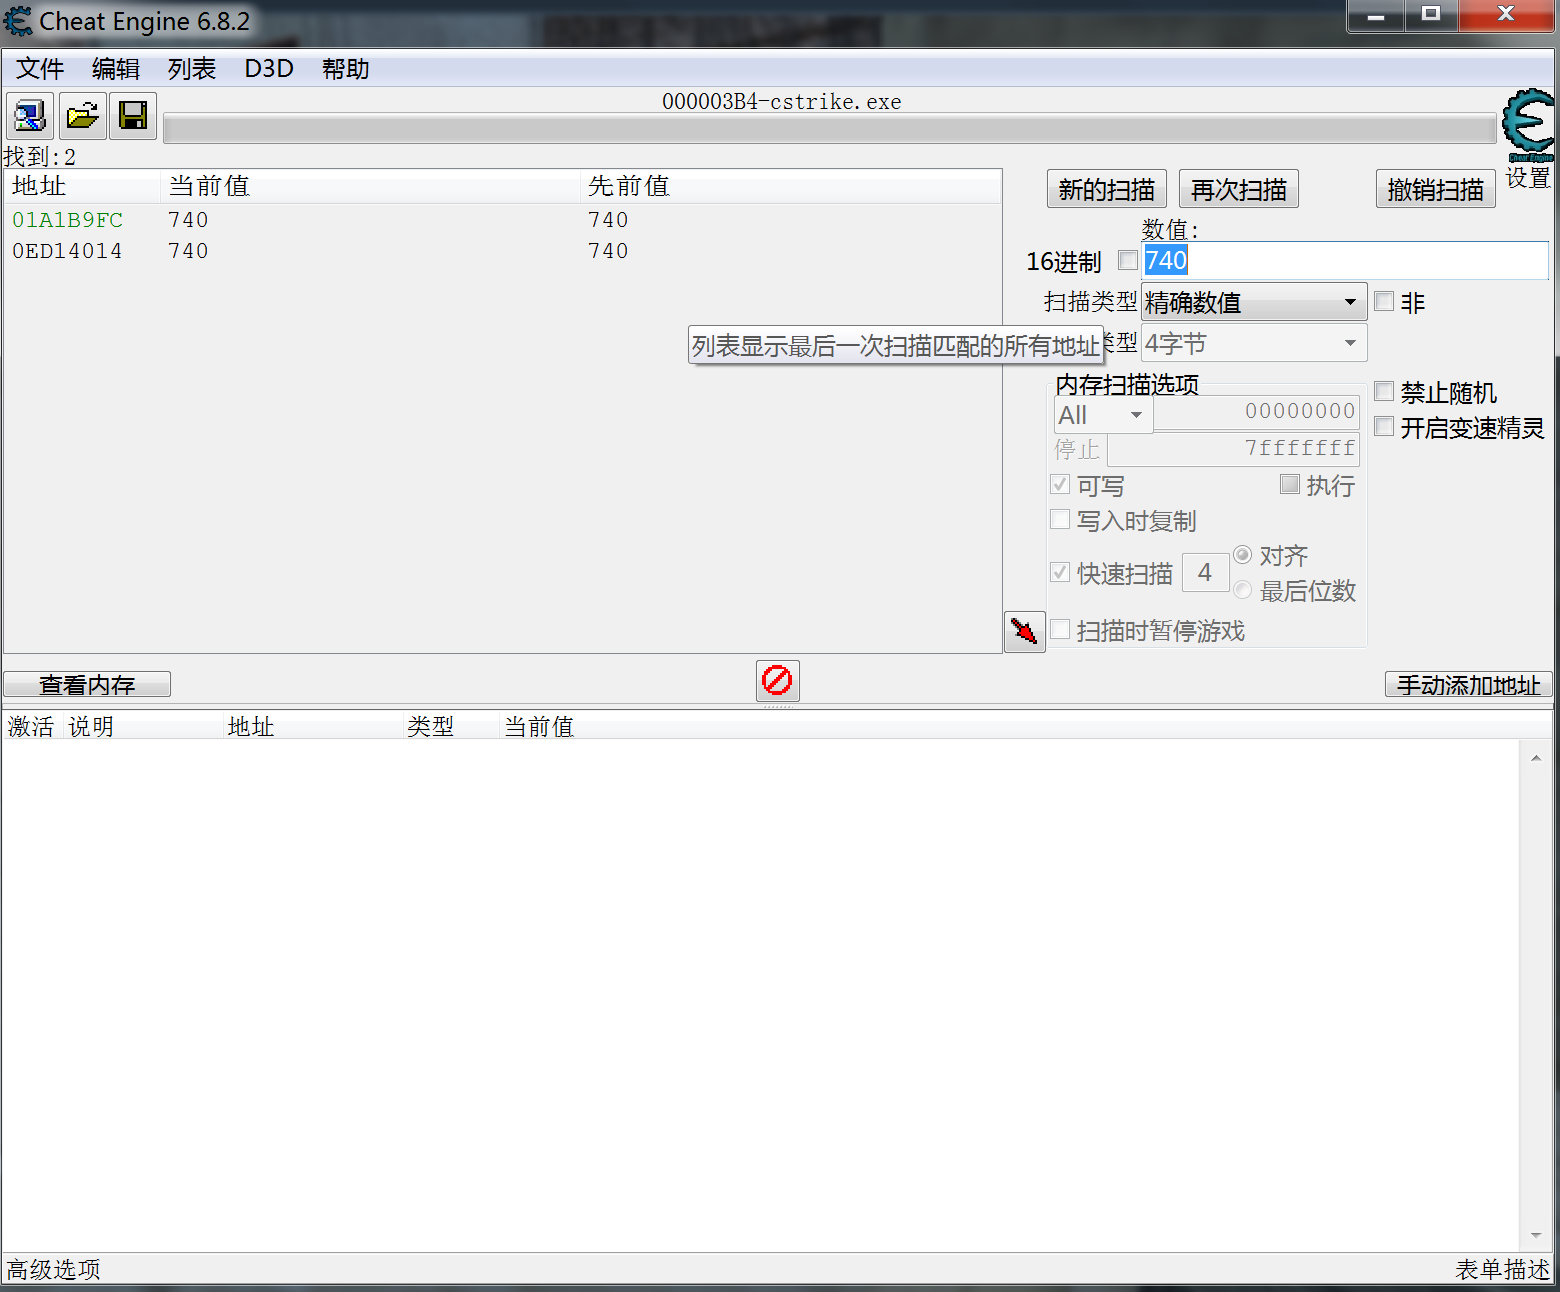 Cheat Engine 6.8.2
文件 编辑 列表 D3D 帮助
000003B4-cstrike.exe
Cheat Engine
设置
找到:2
地址 当前值 先前值
01A1B9FC 740 740
0ED14014 740 740
新的扫描 再次扫描 撤销扫描
数值:
16进制 740
扫描类型 精确数值 非
列表显示最后一次扫描匹配的所有地址
类型 4字节
内存扫描选项
All 00000000
停止 7fffffff
禁止随机
开启变速精灵
可写 执行
写入时复制
快速扫描 4 对齐
最后位数
扫描时暂停游戏
查看内存 手动添加地址
激活 说明 地址 类型 当前值
高级选项 表单描述